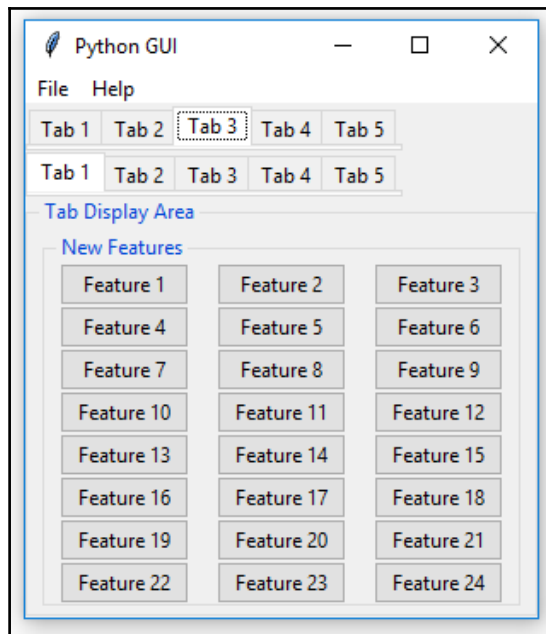 Python GUI
File Help
Tab 1 Tab 2 Tab 3 Tab 4 Tab 5
Tab 1 Tab 2 Tab 3 Tab 4 Tab 5
Tab Display Area
New Features
Feature 1 Feature 2 Feature 3
Feature 4 Feature 5 Feature 6
Feature 7 Feature 8 Feature 9
Feature 10 Feature 11 Feature 12
Feature 13 Feature 14 Feature 15
Feature 16 Feature 17 Feature 18
Feature 19 Feature 20 Feature 21
Feature 22 Feature 23 Feature 24